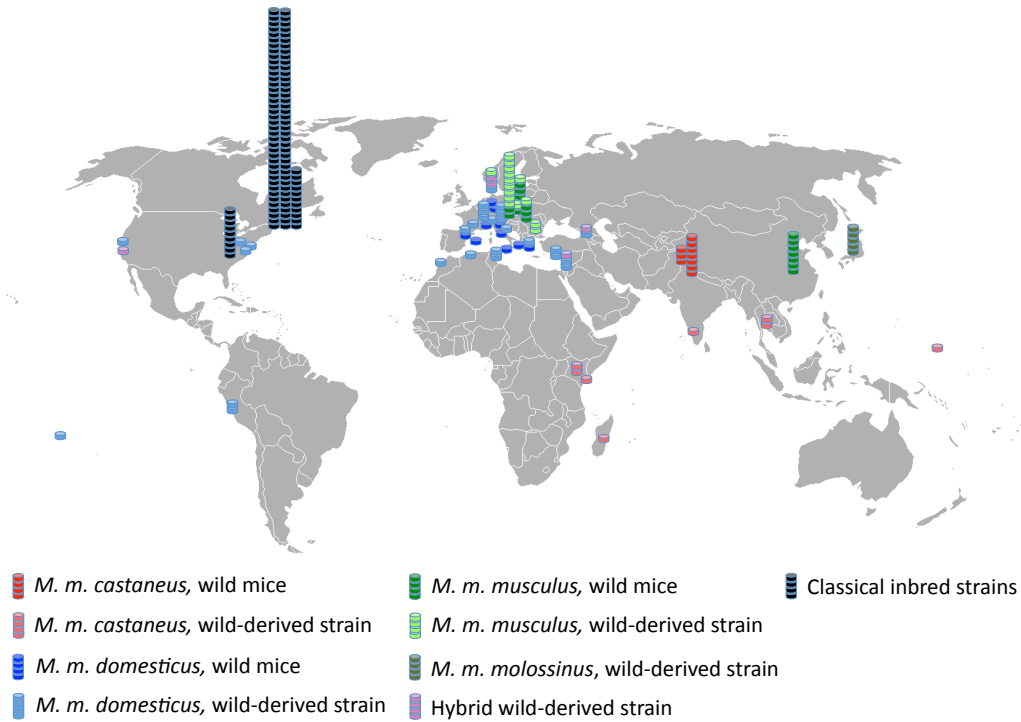 M. m. castaneus, wild mice
M. m. castaneus, wild-derived strain
M. m. domesticus, wild mice
M. m. domesticus, wild-derived strain
M. m. musculus, wild mice
M. m. musculus, wild-derived strain
M. m. molossinus, wild-derived strain
Hybrid wild-derived strain
Classical inbred strains